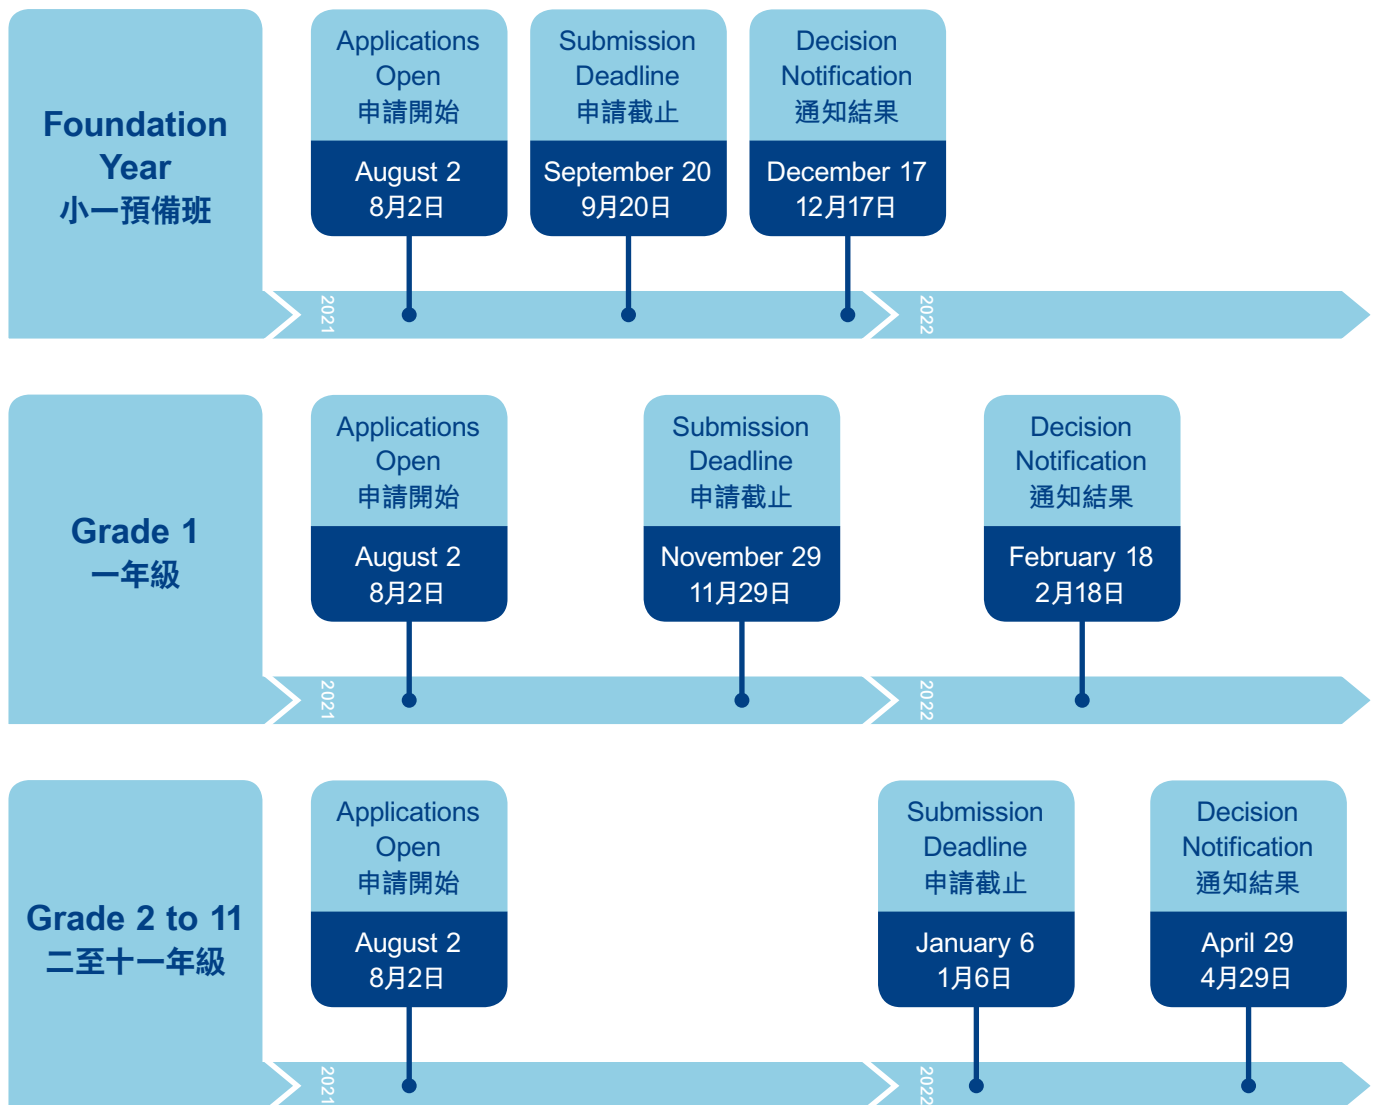 Foundation
Year
小一預備班
Applications
Open
申請開始
August 2
8月2日
Submission
Deadline
申請截止
September 20
9月20日
Decision
Notification
通知結果
December 17
12月17日
2021
2022
Grade 1
一年級
Applications
Open
申請開始
August 2
8月2日
Submission
Deadline
申請截止
November 29
11月29日
Decision
Notification
通知結果
February 18
2月18日
2021
2022
Grade 2 to 11
二至十一年級
Applications
Open
申請開始
August 2
8月2日
Submission
Deadline
申請截止
January 6
1月6日
Decision
Notification
通知結果
April 29
4月29日
2021
2022